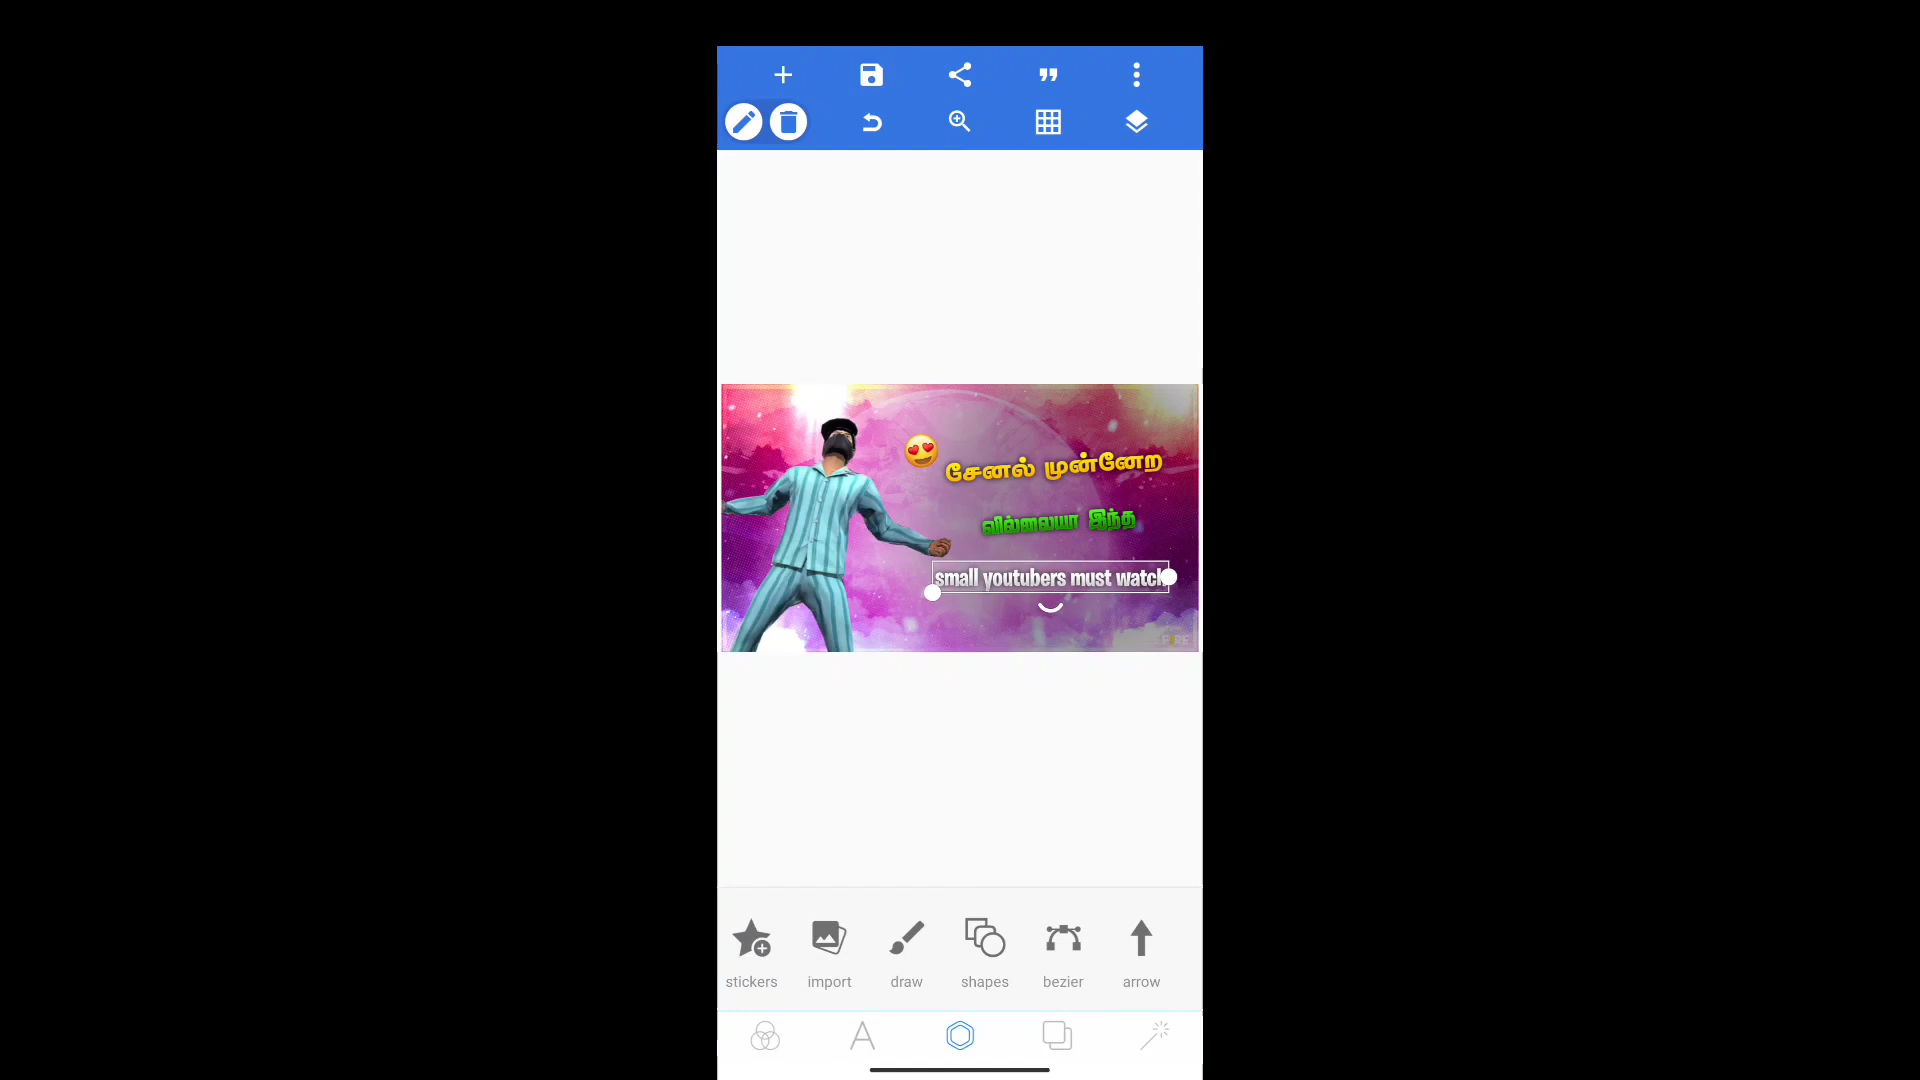 சேனல் முன்னேற
வில்லையா இந்த
small youtubers must watch
stickers import draw shapes bezier arrow